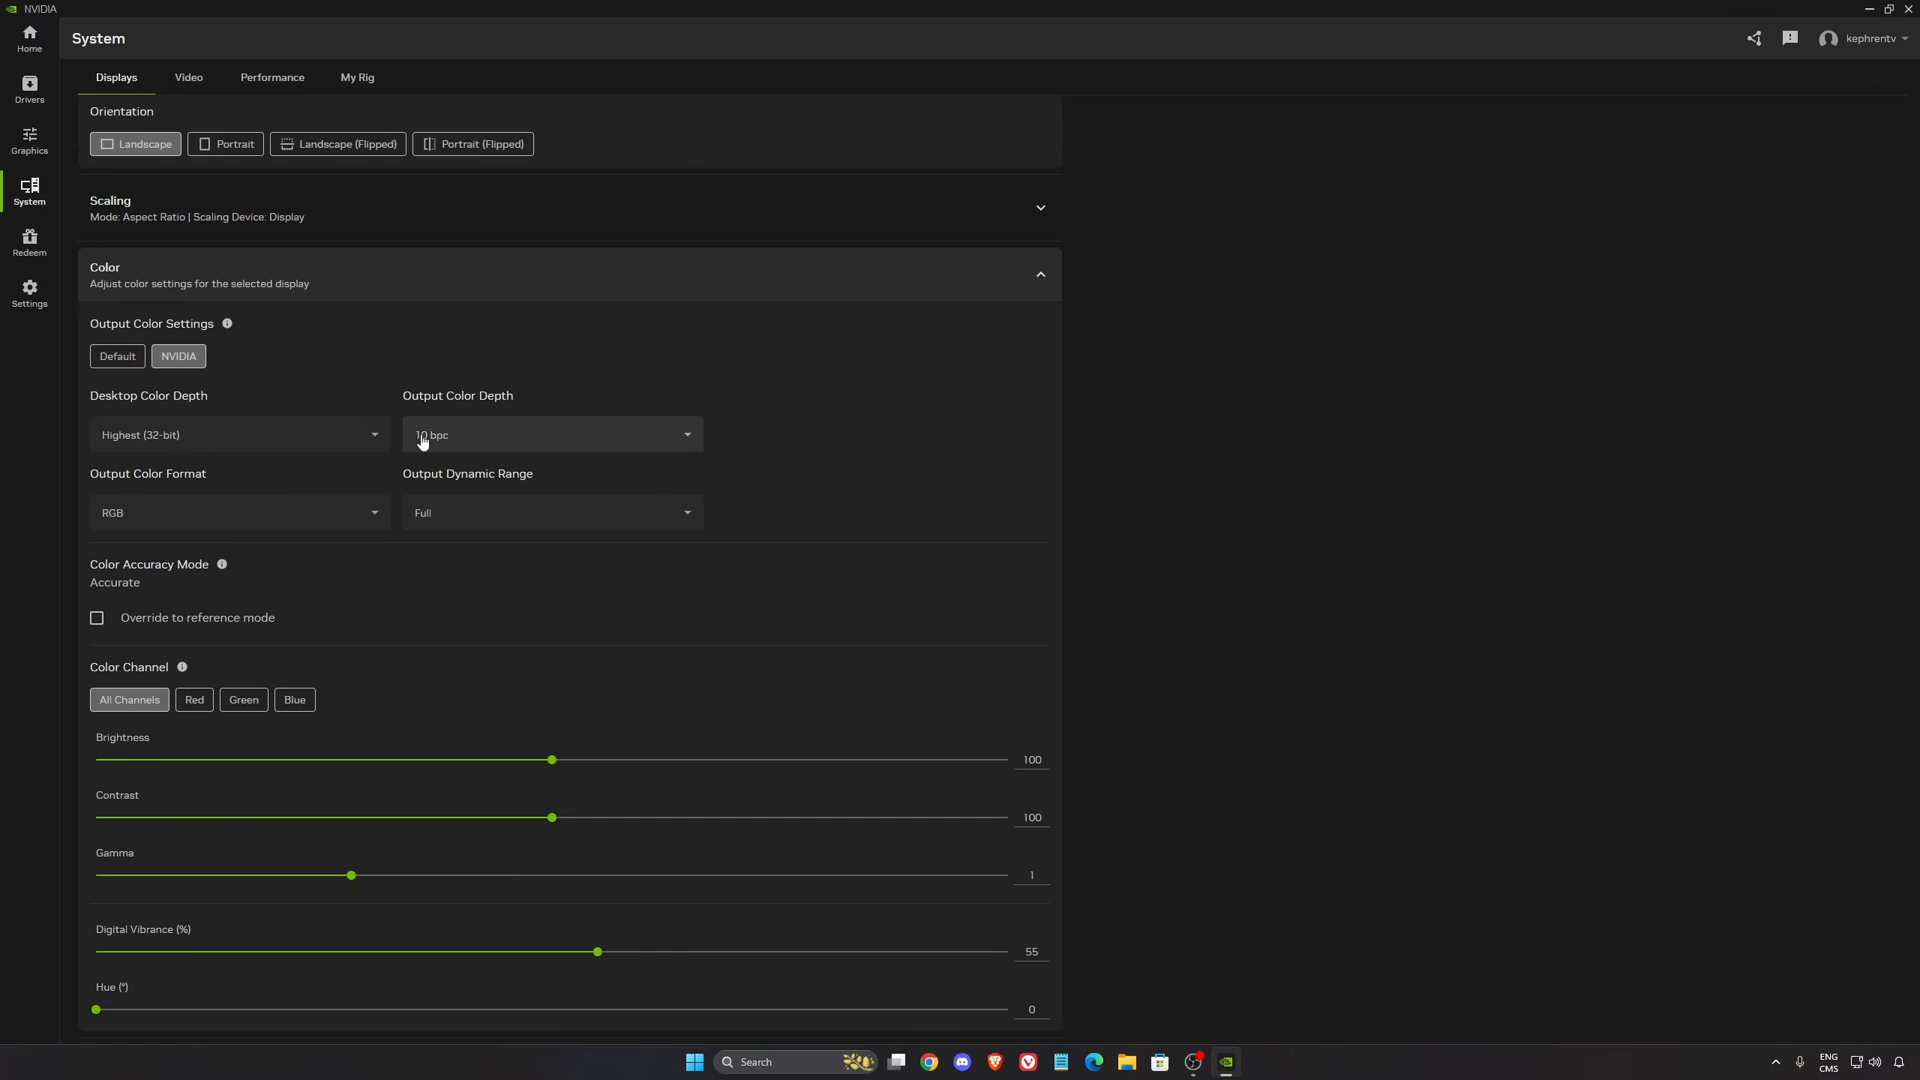 NVIDIA
System
kephrentv
Home
Drivers
Graphics
System
Redeem
Settings
Displays
Video
Performance
My Rig
Orientation
Landscape
Portrait
Landscape (Flipped)
Portrait (Flipped)
Scaling
Mode: Aspect Ratio | Scaling Device: Display
Color
Adjust color settings for the selected display
Output Color Settings
Default
NVIDIA
Desktop Color Depth
Output Color Depth
Highest (32-bit)
10 bpc
Output Color Format
Output Dynamic Range
RGB
Full
Color Accuracy Mode
Accurate
Override to reference mode
Color Channel
All Channels
Red
Green
Blue
Brightness
100
Contrast
100
Gamma
1
Digital Vibrance (%)
55
Hue (°)
0
Search
ENG
CMS